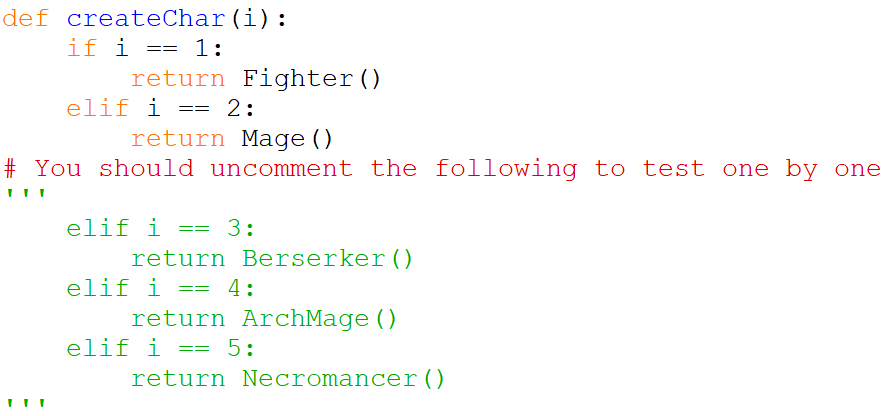 def createChar(i):
    if i == 1:
        return Fighter()
    elif i == 2:
        return Mage()
# You should uncomment the following to test one by one
'''
    elif i == 3:
        return Berserker()
    elif i == 4:
        return ArchMage()
    elif i == 5:
        return Necromancer()
'''